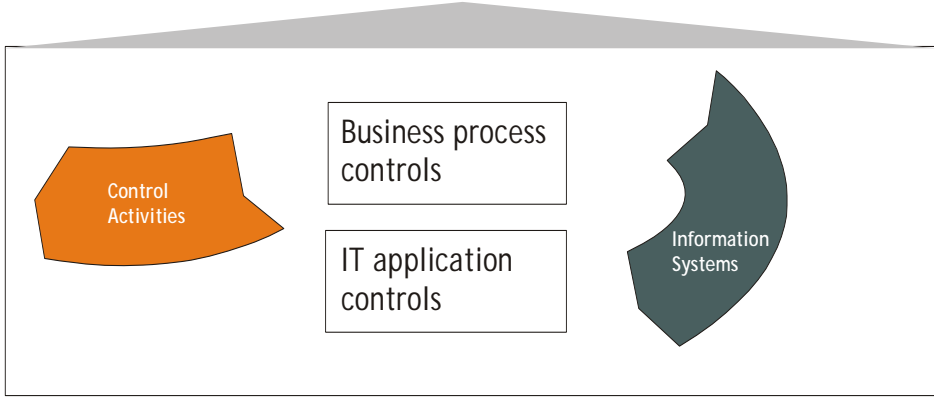 Control
Activities
Business process
controls
IT application
controls
Information
Systems